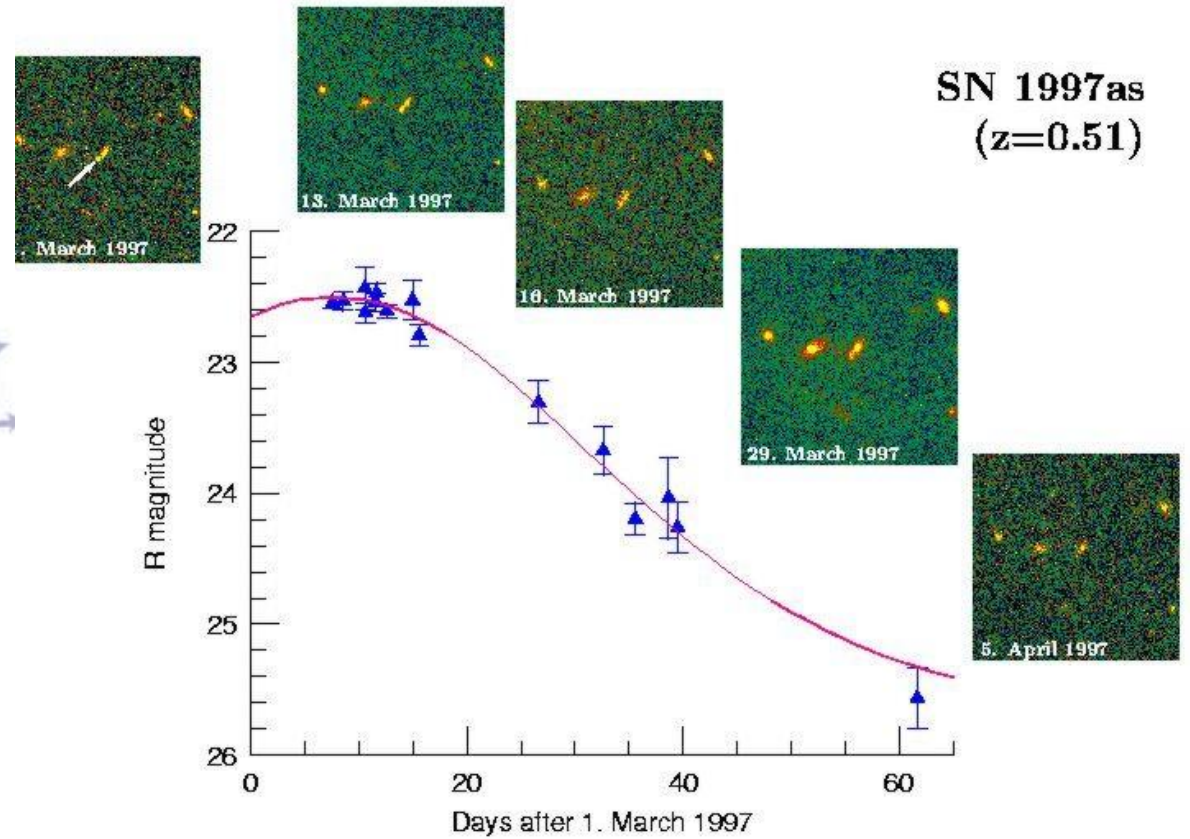 SN 1997as
(z=0.51)
. March 1997
13. March 1997
16. March 1997
29. March 1997
5. April 1997
R magnitude
22
23
24
25
26
0
20
40
60
Days after 1. March 1997